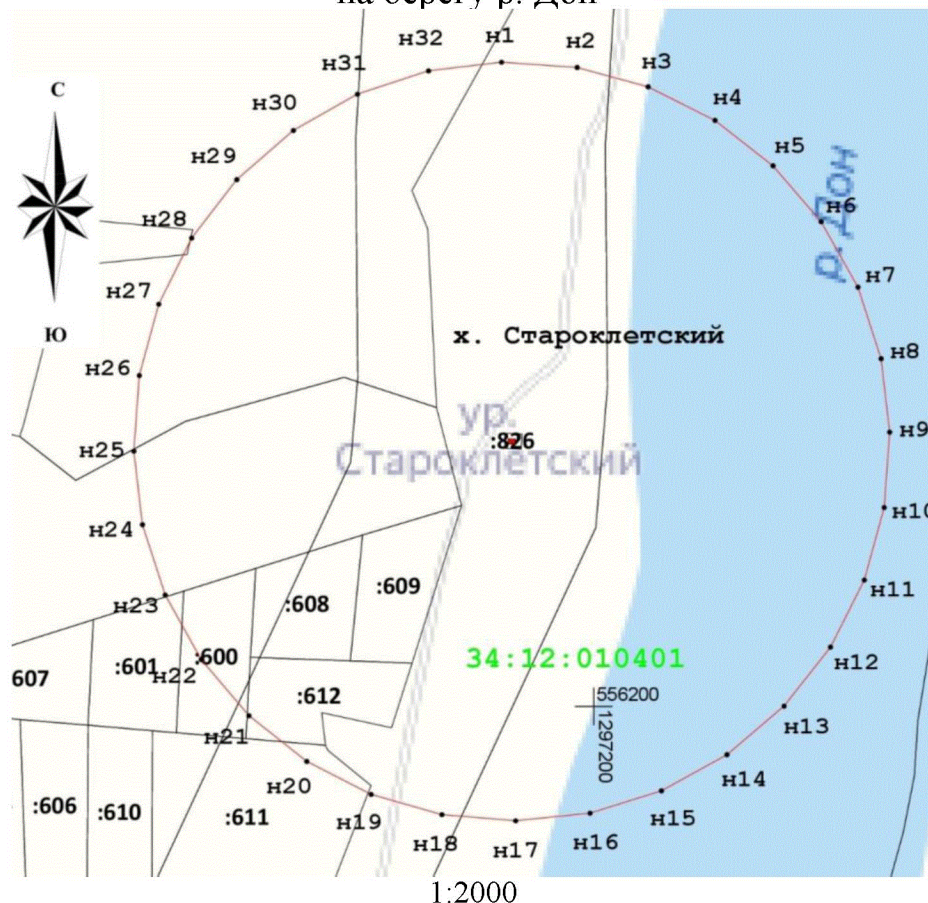 на берегу р. Дон
н32 н1 н2
н31 н3
н30 н4
н29 н5
н28 н6
р. Дон
С
Ю
н27 н7
х. Староклетский
н26 н8
ур.
Староклетский
:826
н25 н9
н24 н10
н23 н11
:609
:608
:600
:601
607
н22 н12
34:12:010401
:612
556200
1297200
н21 н13
н20 н14
н19 н15
н18 н17 н16
:606
:610
:611
1:2000